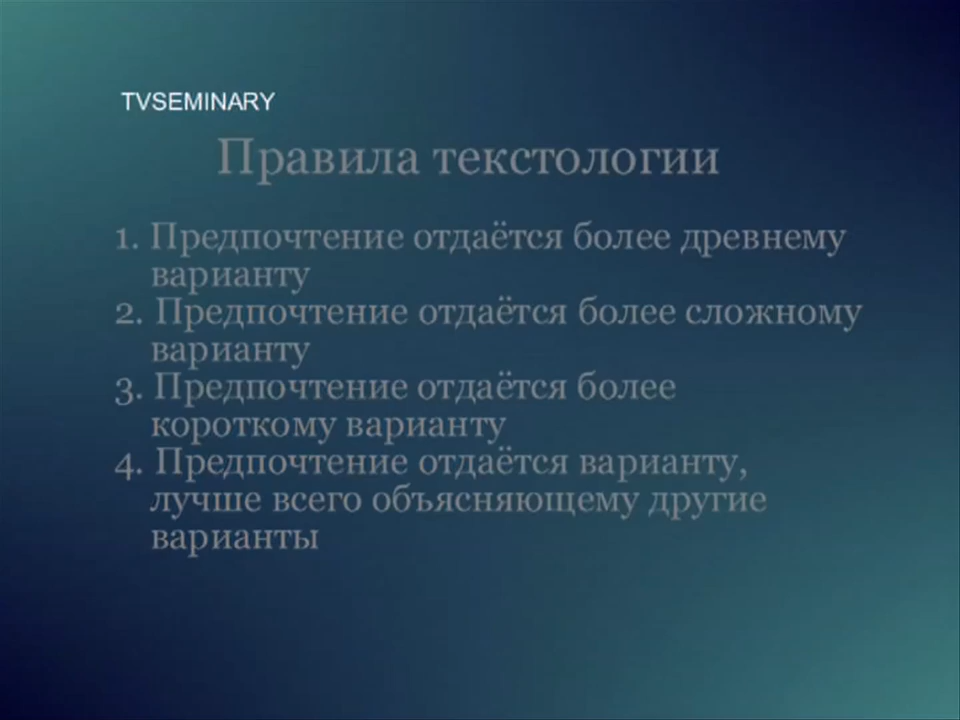 TVSEMINARY
Правила текстологии
1. Предпочтение отдаётся более древнему
варианту
2. Предпочтение отдаётся более сложному
варианту
3. Предпочтение отдаётся более
короткому варианту
4. Предпочтение отдаётся варианту,
лучше всего объясняющему другие
варианты